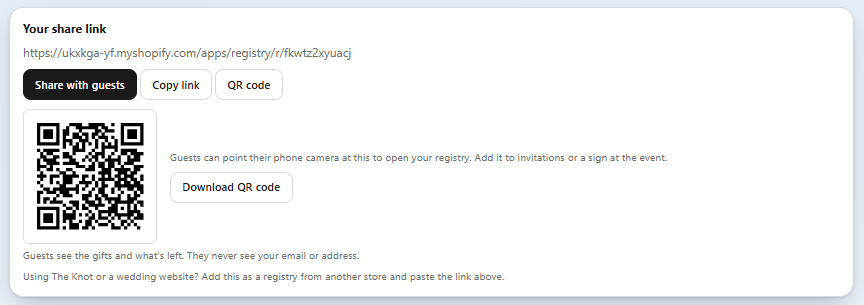 Your share link
https://ukxkga-yf.myshopify.com/apps/registry/r/fkwtz2xyuacj
Share with guests
Copy link
QR code
Guests can point their phone camera at this to open your registry. Add it to invitations or a sign at the event.
Download QR code
Guests see the gifts and what's left. They never see your email or address.
Using The Knot or a wedding website? Add this as a registry from another store and paste the link above.